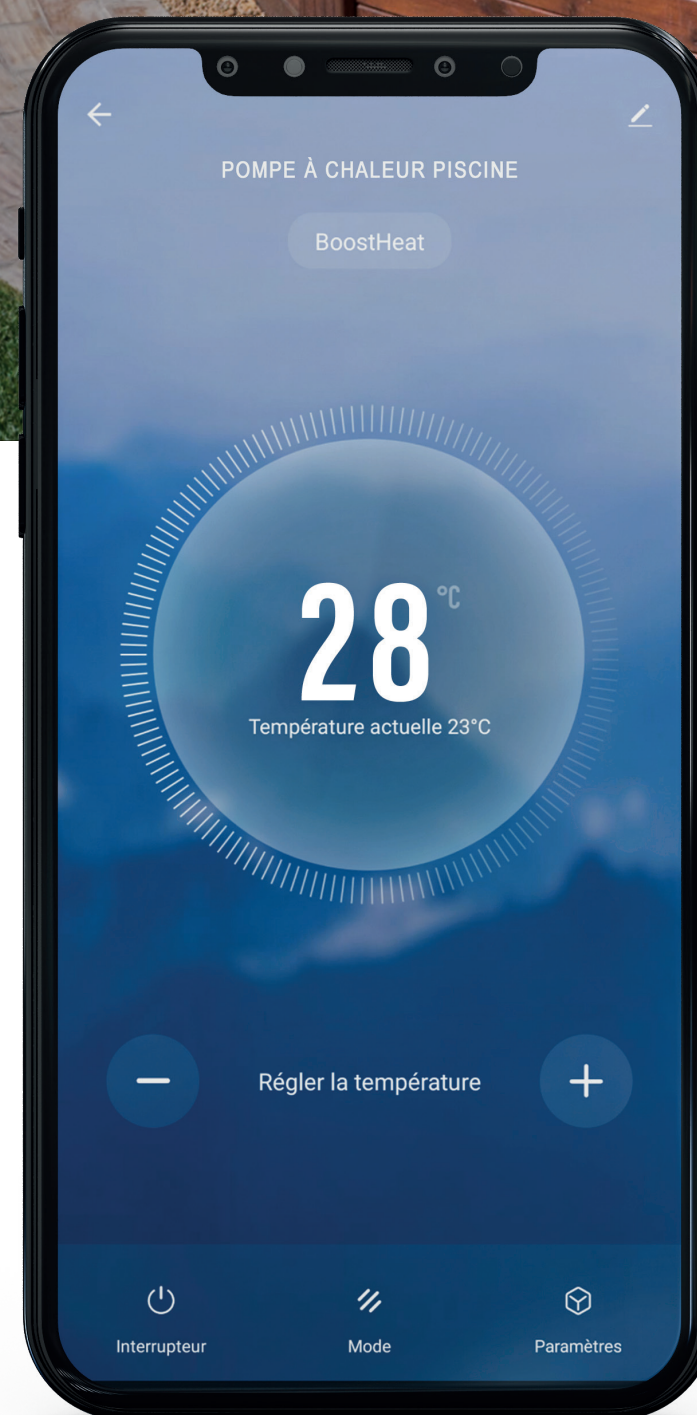 POMPE À CHALEUR PISCINE
BoostHeat
28 °C
Température actuelle 23°C
Régler la température
Interrupteur
Mode
Paramètres